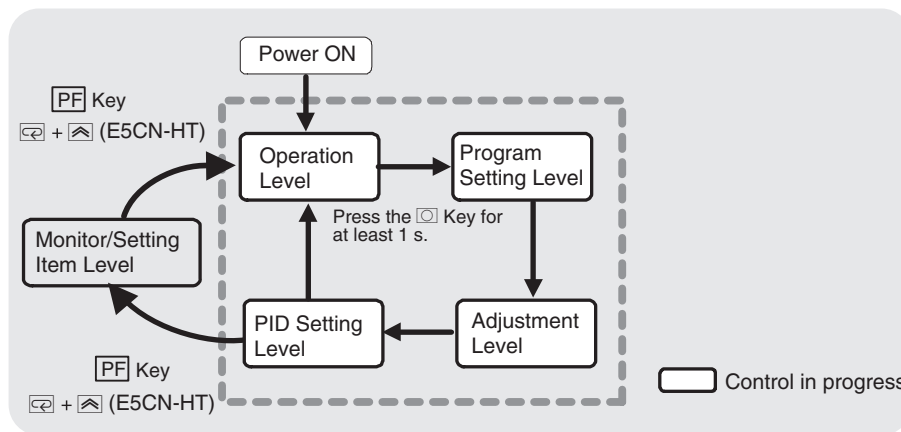 Power ON
PF Key
+ (E5CN-HT)
Operation
Level
Program
Setting Level
Press the Key for
at least 1 s.
Monitor/Setting
Item Level
PID Setting
Level
Adjustment
Level
PF Key
+ (E5CN-HT)
Control in progress